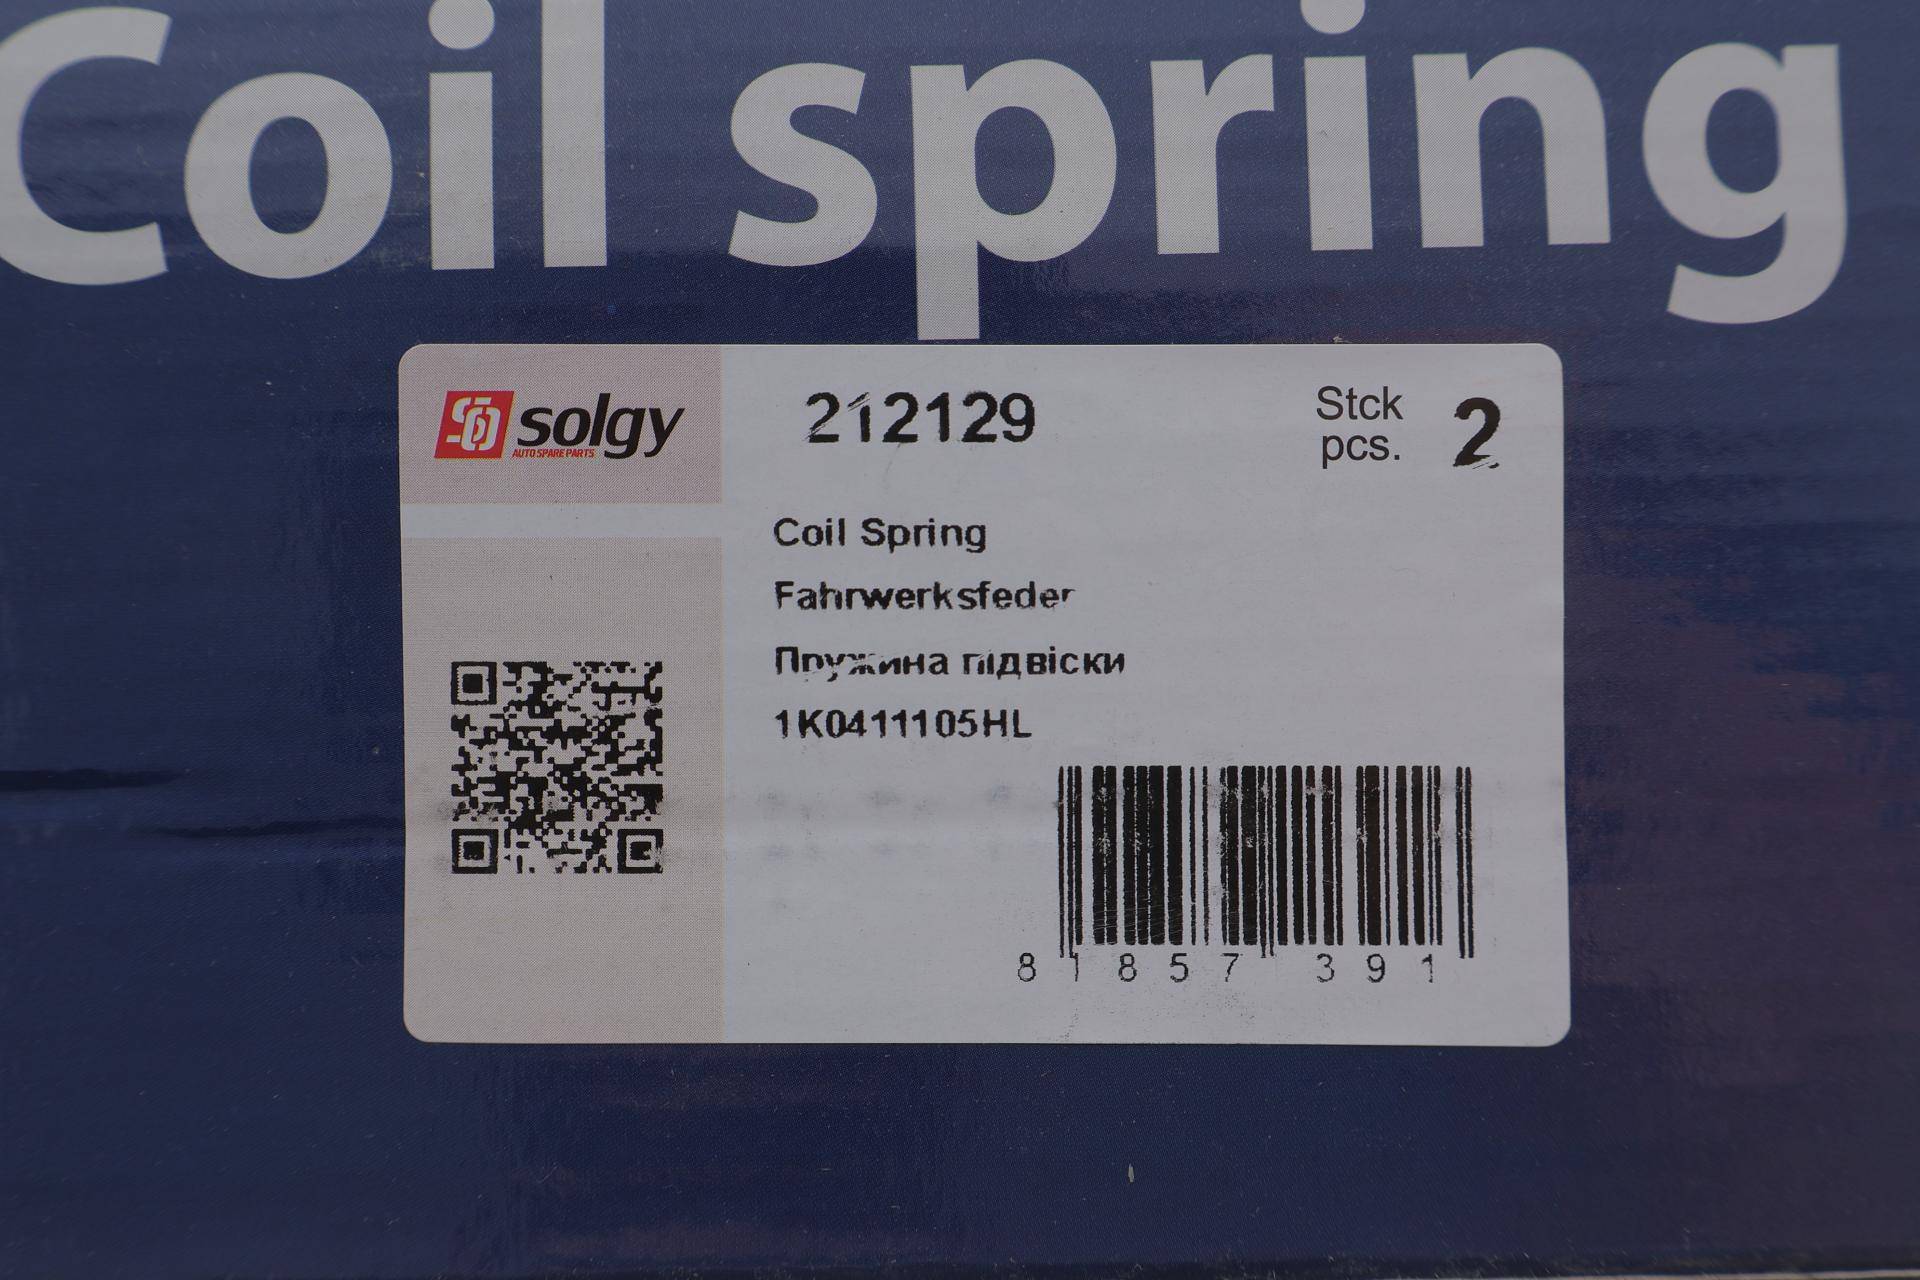 Coil spring
solgy
AUTO SPARE PARTS
212129
Stck
pcs.
2
Coil Spring
Fahrwerksfeder
Пружина підвіски
1K0411105HL
8 1 8 5 7 3 9 1